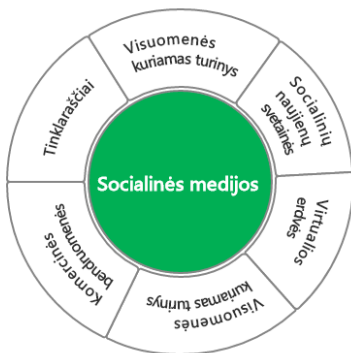 Visuomenės
kuriamas turinys
Socialinių
naujienų
svetainės
Virtualios
erdvės
Visuomenės
kuriamas turinys
Komercinės
bendruomenės
Tinklaraščiai
Socialinės medijos